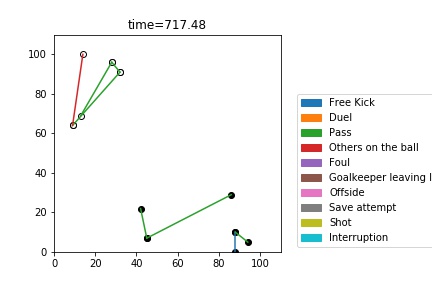 time=717.48
100
80
60
40
20
0
0 20 40 60 80 100
Free Kick
Duel
Pass
Others on the ball
Foul
Goalkeeper leaving l
Offside
Save attempt
Shot
Interruption